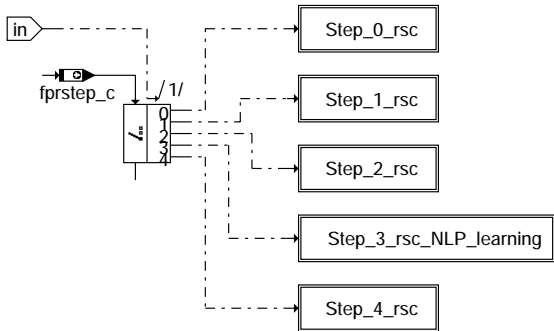 in
Step_0_rsc
/1/
fprstep_c
Step_1_rsc
0
1
2
3
4
Step_2_rsc
Step_3_rsc_NLP_learning
Step_4_rsc